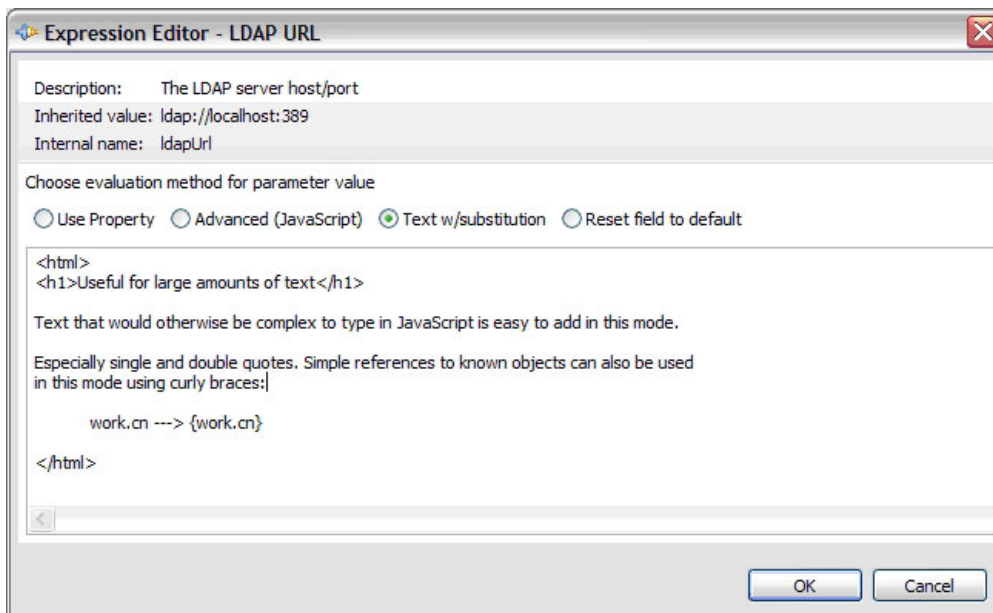 Expression Editor - LDAP URL
Description: The LDAP server host/port
Inherited value: ldap://localhost:389
Internal name: ldapUrl
Choose evaluation method for parameter value
Use Property Advanced (JavaScript) Text w/substitution Reset field to default
<html>
<h1>Useful for large amounts of text</h1>
Text that would otherwise be complex to type in JavaScript is easy to add in this mode.
Especially single and double quotes. Simple references to known objects can also be used
in this mode using curly braces:
work.cn ---> {work.cn}
</html>
OK Cancel